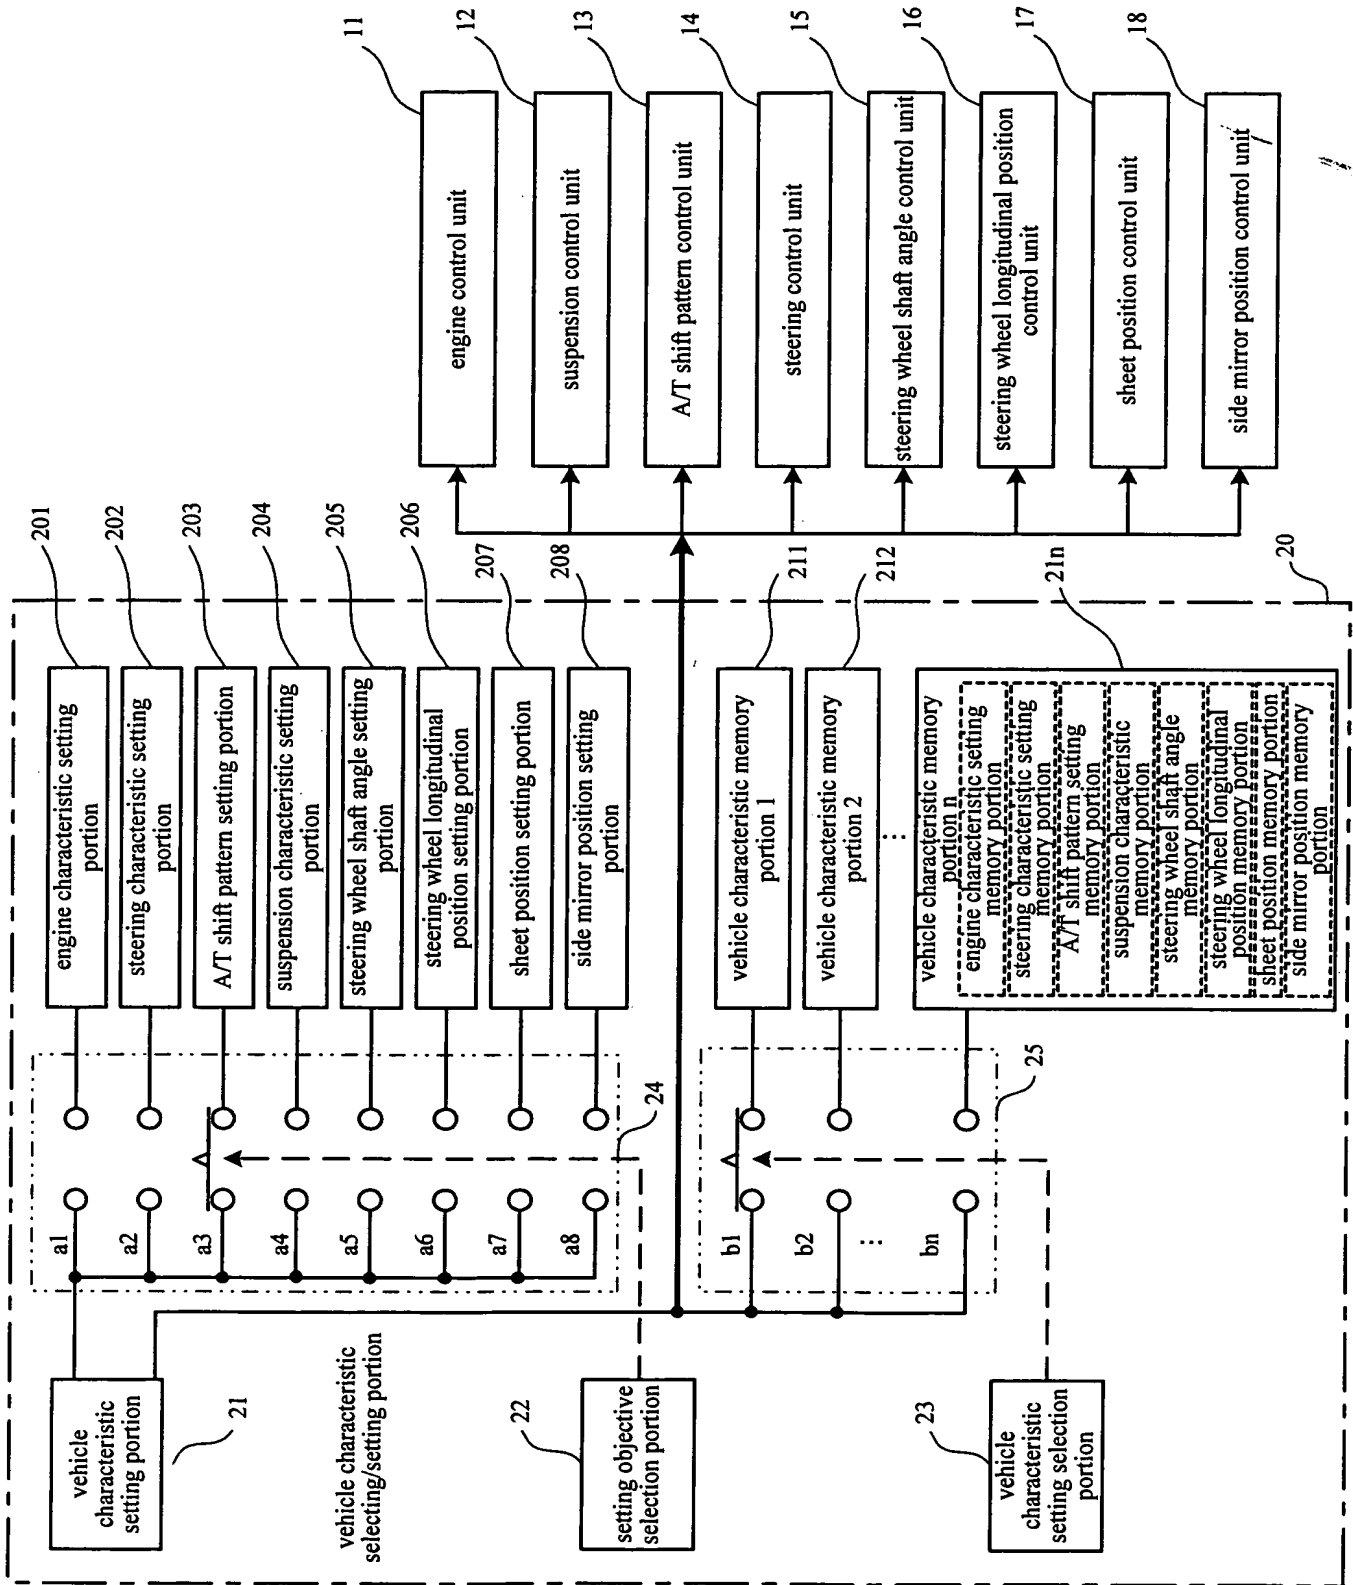 11
12
13
14
15
16
17
18
engine control unit
suspension control unit
A/T shift pattern control unit
steering control unit
steering wheel shaft angle control unit
steering wheel longitudinal position
control unit
sheet position control unit
side mirror position control unit
201
202
203
204
205
206
207
208
211
212
21n
20
engine characteristic setting
portion
steering characteristic setting
portion
A/T shift pattern setting portion
suspension characteristic setting
portion
steering wheel shaft angle setting
portion
steering wheel longitudinal
position setting portion
sheet position setting portion
side mirror position setting
portion
vehicle characteristic memory
portion 1
vehicle characteristic memory
portion 2
...
vehicle characteristic memory
portion n
engine characteristic setting
memory portion
steering characteristic setting
memory portion
A/T shift pattern setting
memory portion
suspension characteristic
memory portion
steering wheel shaft angle
memory portion
steering wheel longitudinal
position memory portion
sheet position memory portion
side mirror position memory
portion
24
25
a1
a2
a3
a4
a5
a6
a7
a8
b1
b2
...
bn
vehicle
characteristic
setting portion
21
vehicle characteristic
selecting/setting portion
setting objective
selection portion
22
vehicle
characteristic
setting selection
portion
23